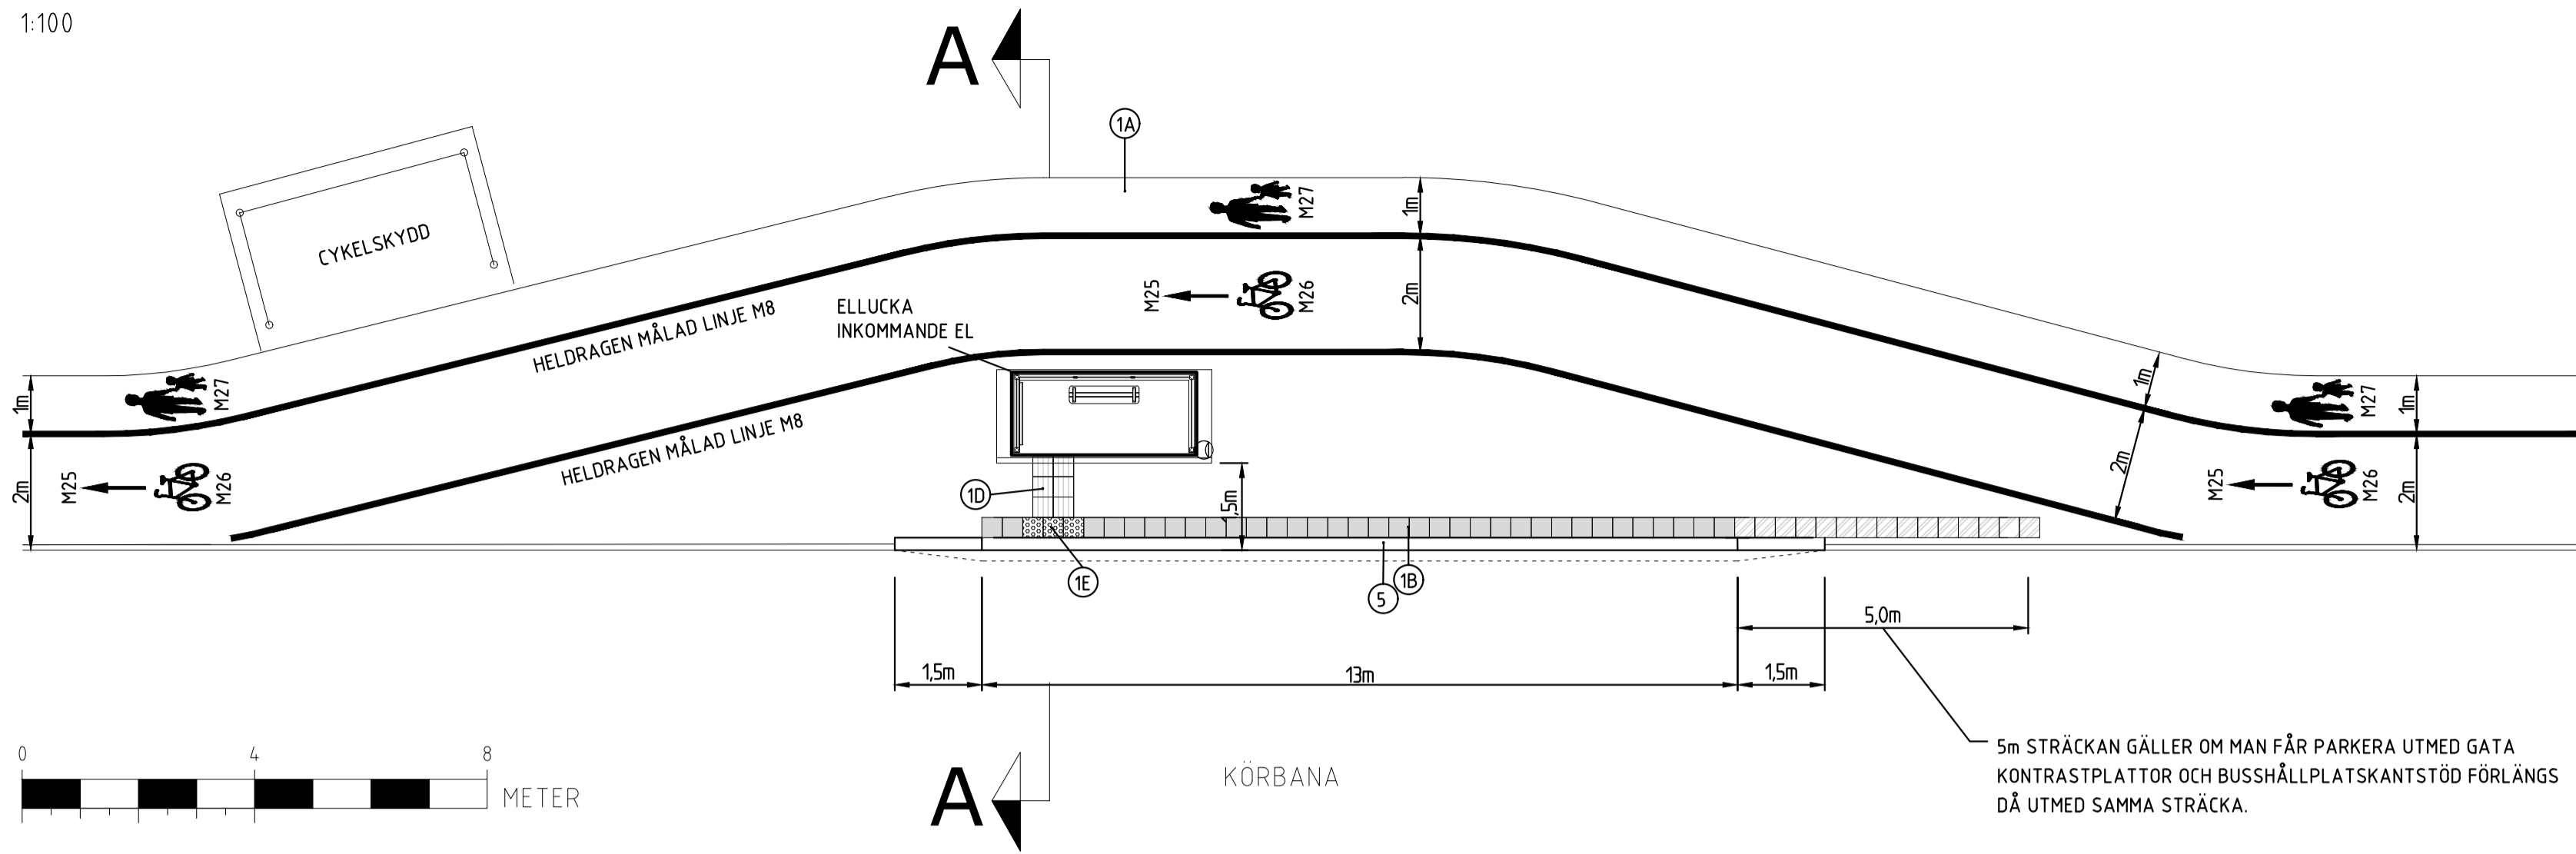 1:100
A
1A
CYKELSKYDD
M27
1m
M25
M26
2m
HELDRAGEN MÅLAD LINJE M8
ELLUCKA
INKOMMANDE EL
M27
1m
M25
M26
2m
HELDRAGEN MÅLAD LINJE M8
1m
2m
M27
1m
M25
M26
2m
1D
1,5m
1E
5
1B
5,0m
1,5m
13m
1,5m
5m STRÄCKAN GÄLLER OM MAN FÅR PARKERA UTMED GATA
KONTRASTPLATTOR OCH BUSSHÅLLPLATSKANTSTÖD FÖRLÄNGS
DÅ UTMED SAMMA STRÄCKA.
0 4 8
METER
A
KÖRBANA